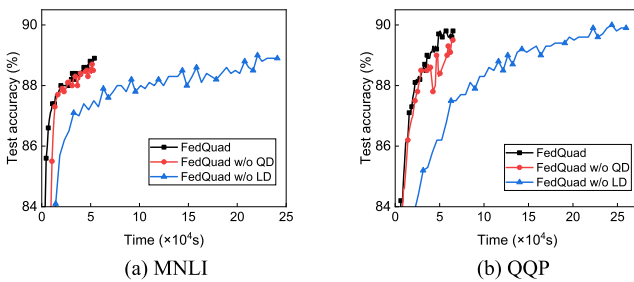 90
88
86
84
Test accuracy (%)
FedQuad
FedQuad w/o QD
FedQuad w/o LD
0 5 10 15 20 25
Time (×10⁴s)
(a) MNLI
90
88
86
84
Test accuracy (%)
FedQuad
FedQuad w/o QD
FedQuad w/o LD
0 5 10 15 20 25
Time (×10⁴s)
(b) QQP